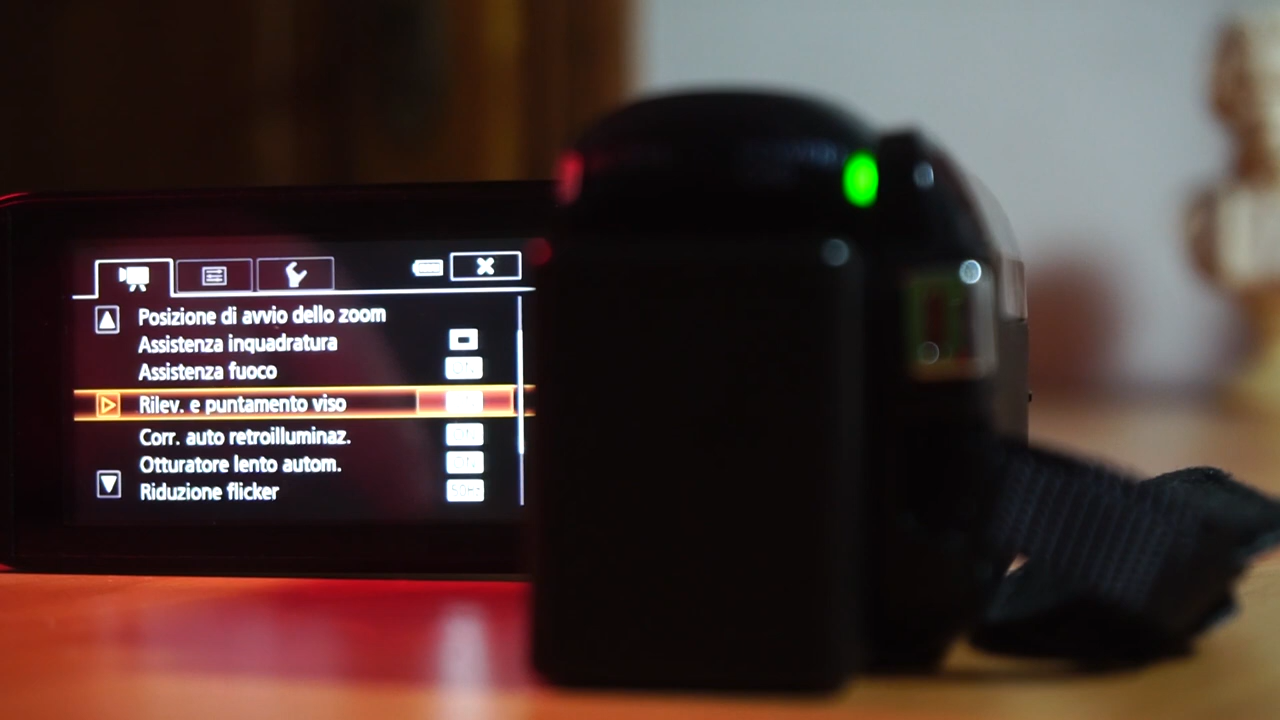 Posizione di avvio dello zoom
Assistenza inquadratura
Assistenza fuoco
Rilev. e puntamento viso
Corr. auto retroilluminaz.
Otturatore lento autom.
Riduzione flicker